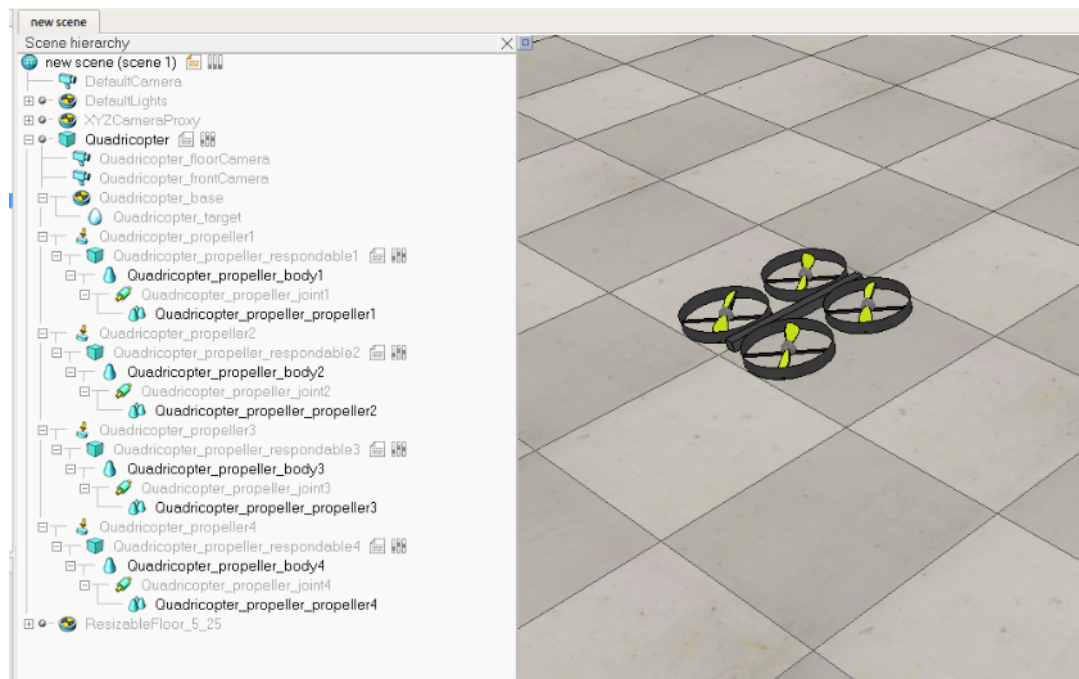 new scene
Scene hierarchy
new scene (scene 1)
DefaultCamera
DefaultLights
XYZCameraProxy
Quadricopter
Quadricopter_floorCamera
Quadricopter_frontCamera
Quadricopter_base
Quadricopter_target
Quadricopter_propeller1
Quadricopter_propeller_respondable1
Quadricopter_propeller_body1
Quadricopter_propeller_joint1
Quadricopter_propeller_propeller1
Quadricopter_propeller2
Quadricopter_propeller_respondable2
Quadricopter_propeller_body2
Quadricopter_propeller_joint2
Quadricopter_propeller_propeller2
Quadricopter_propeller3
Quadricopter_propeller_respondable3
Quadricopter_propeller_body3
Quadricopter_propeller_joint3
Quadricopter_propeller_propeller3
Quadricopter_propeller4
Quadricopter_propeller_respondable4
Quadricopter_propeller_body4
Quadricopter_propeller_joint4
Quadricopter_propeller_propeller4
ResizableFloor_5_25